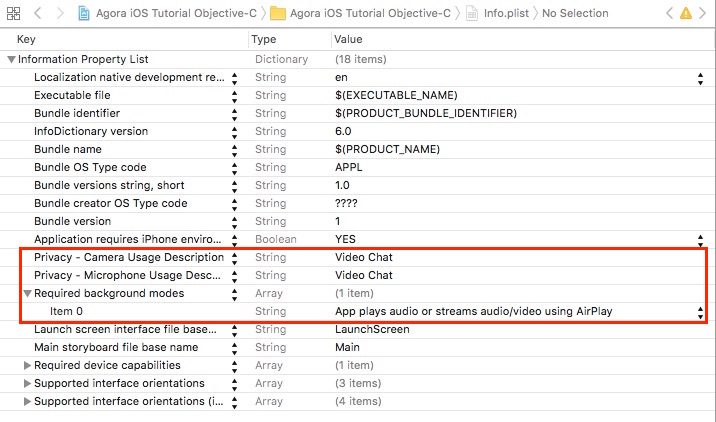 Agora iOS Tutorial Objective-C Agora iOS Tutorial Objective-C Info.plist No Selection
Key Type Value
Information Property List Dictionary (18 items)
Localization native development re... String en
Executable file String $(EXECUTABLE_NAME)
Bundle identifier String $(PRODUCT_BUNDLE_IDENTIFIER)
InfoDictionary version String 6.0
Bundle name String $(PRODUCT_NAME)
Bundle OS Type code String APPL
Bundle versions string, short String 1.0
Bundle creator OS Type code String ????
Bundle version String 1
Application requires iPhone enviro... Boolean YES
Privacy - Camera Usage Description String Video Chat
Privacy - Microphone Usage Desc... String Video Chat
Required background modes Array (1 item)
Item 0 String App plays audio or streams audio/video using AirPlay
Launch screen interface file base... String LaunchScreen
Main storyboard file base name String Main
Required device capabilities Array (1 item)
Supported interface orientations Array (3 items)
Supported interface orientations (i... Array (4 items)